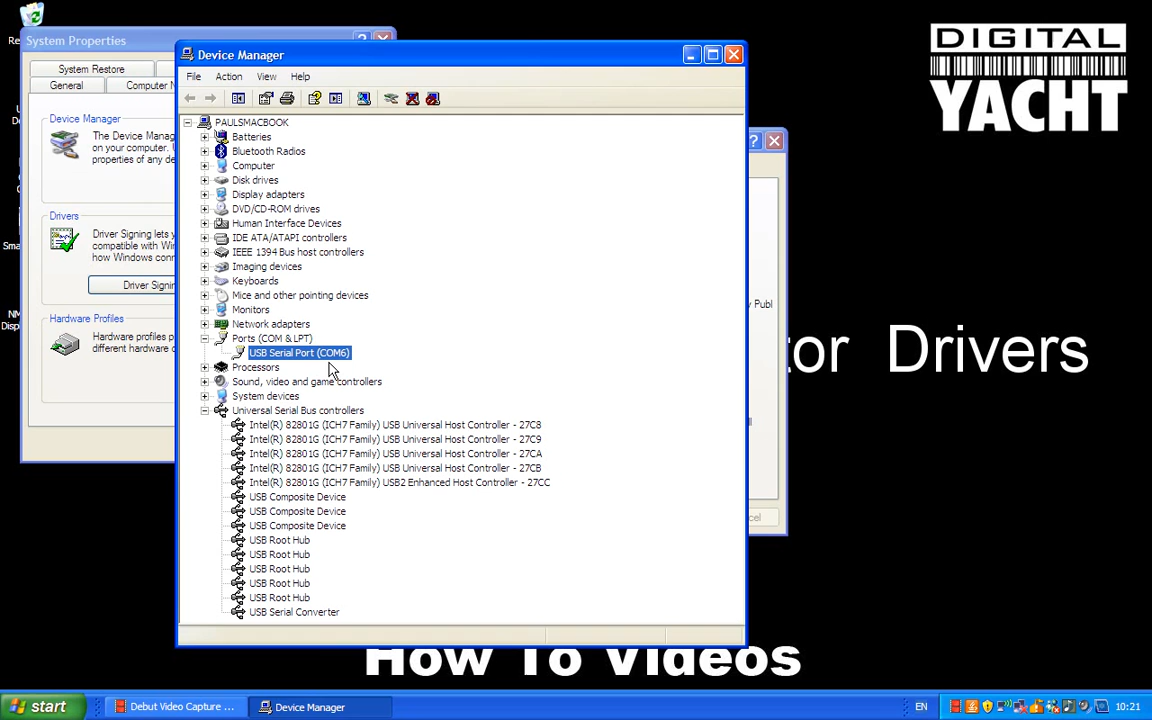 Re
System Properties
System Restore
General
Computer N
Device Manager
The Device Manag
on your computer.
properties of any de
Drivers
Driver Signing lets y
compatible with Win
how Windows conn
Driver Signin
Hardware Profiles
Hardware profiles p
different hardware c
Sma
NM
Disp
Device Manager
File Action View Help
PAULSMACBOOK
Batteries
Bluetooth Radios
Computer
Disk drives
Display adapters
DVD/CD-ROM drives
Human Interface Devices
IDE ATA/ATAPI controllers
IEEE 1394 Bus host controllers
Imaging devices
Keyboards
Mice and other pointing devices
Monitors
Network adapters
Ports (COM & LPT)
USB Serial Port (COM6)
Processors
Sound, video and game controllers
System devices
Universal Serial Bus controllers
Intel(R) 82801G (ICH7 Family) USB Universal Host Controller - 27C8
Intel(R) 82801G (ICH7 Family) USB Universal Host Controller - 27C9
Intel(R) 82801G (ICH7 Family) USB Universal Host Controller - 27CA
Intel(R) 82801G (ICH7 Family) USB Universal Host Controller - 27CB
Intel(R) 82801G (ICH7 Family) USB2 Enhanced Host Controller - 27CC
USB Composite Device
USB Composite Device
USB Composite Device
USB Root Hub
USB Root Hub
USB Root Hub
USB Root Hub
USB Root Hub
USB Serial Converter
y Publ
cel
DIGITAL
YACHT
tor Drivers
How To Videos
start
Debut Video Capture ...
Device Manager
EN
10:21